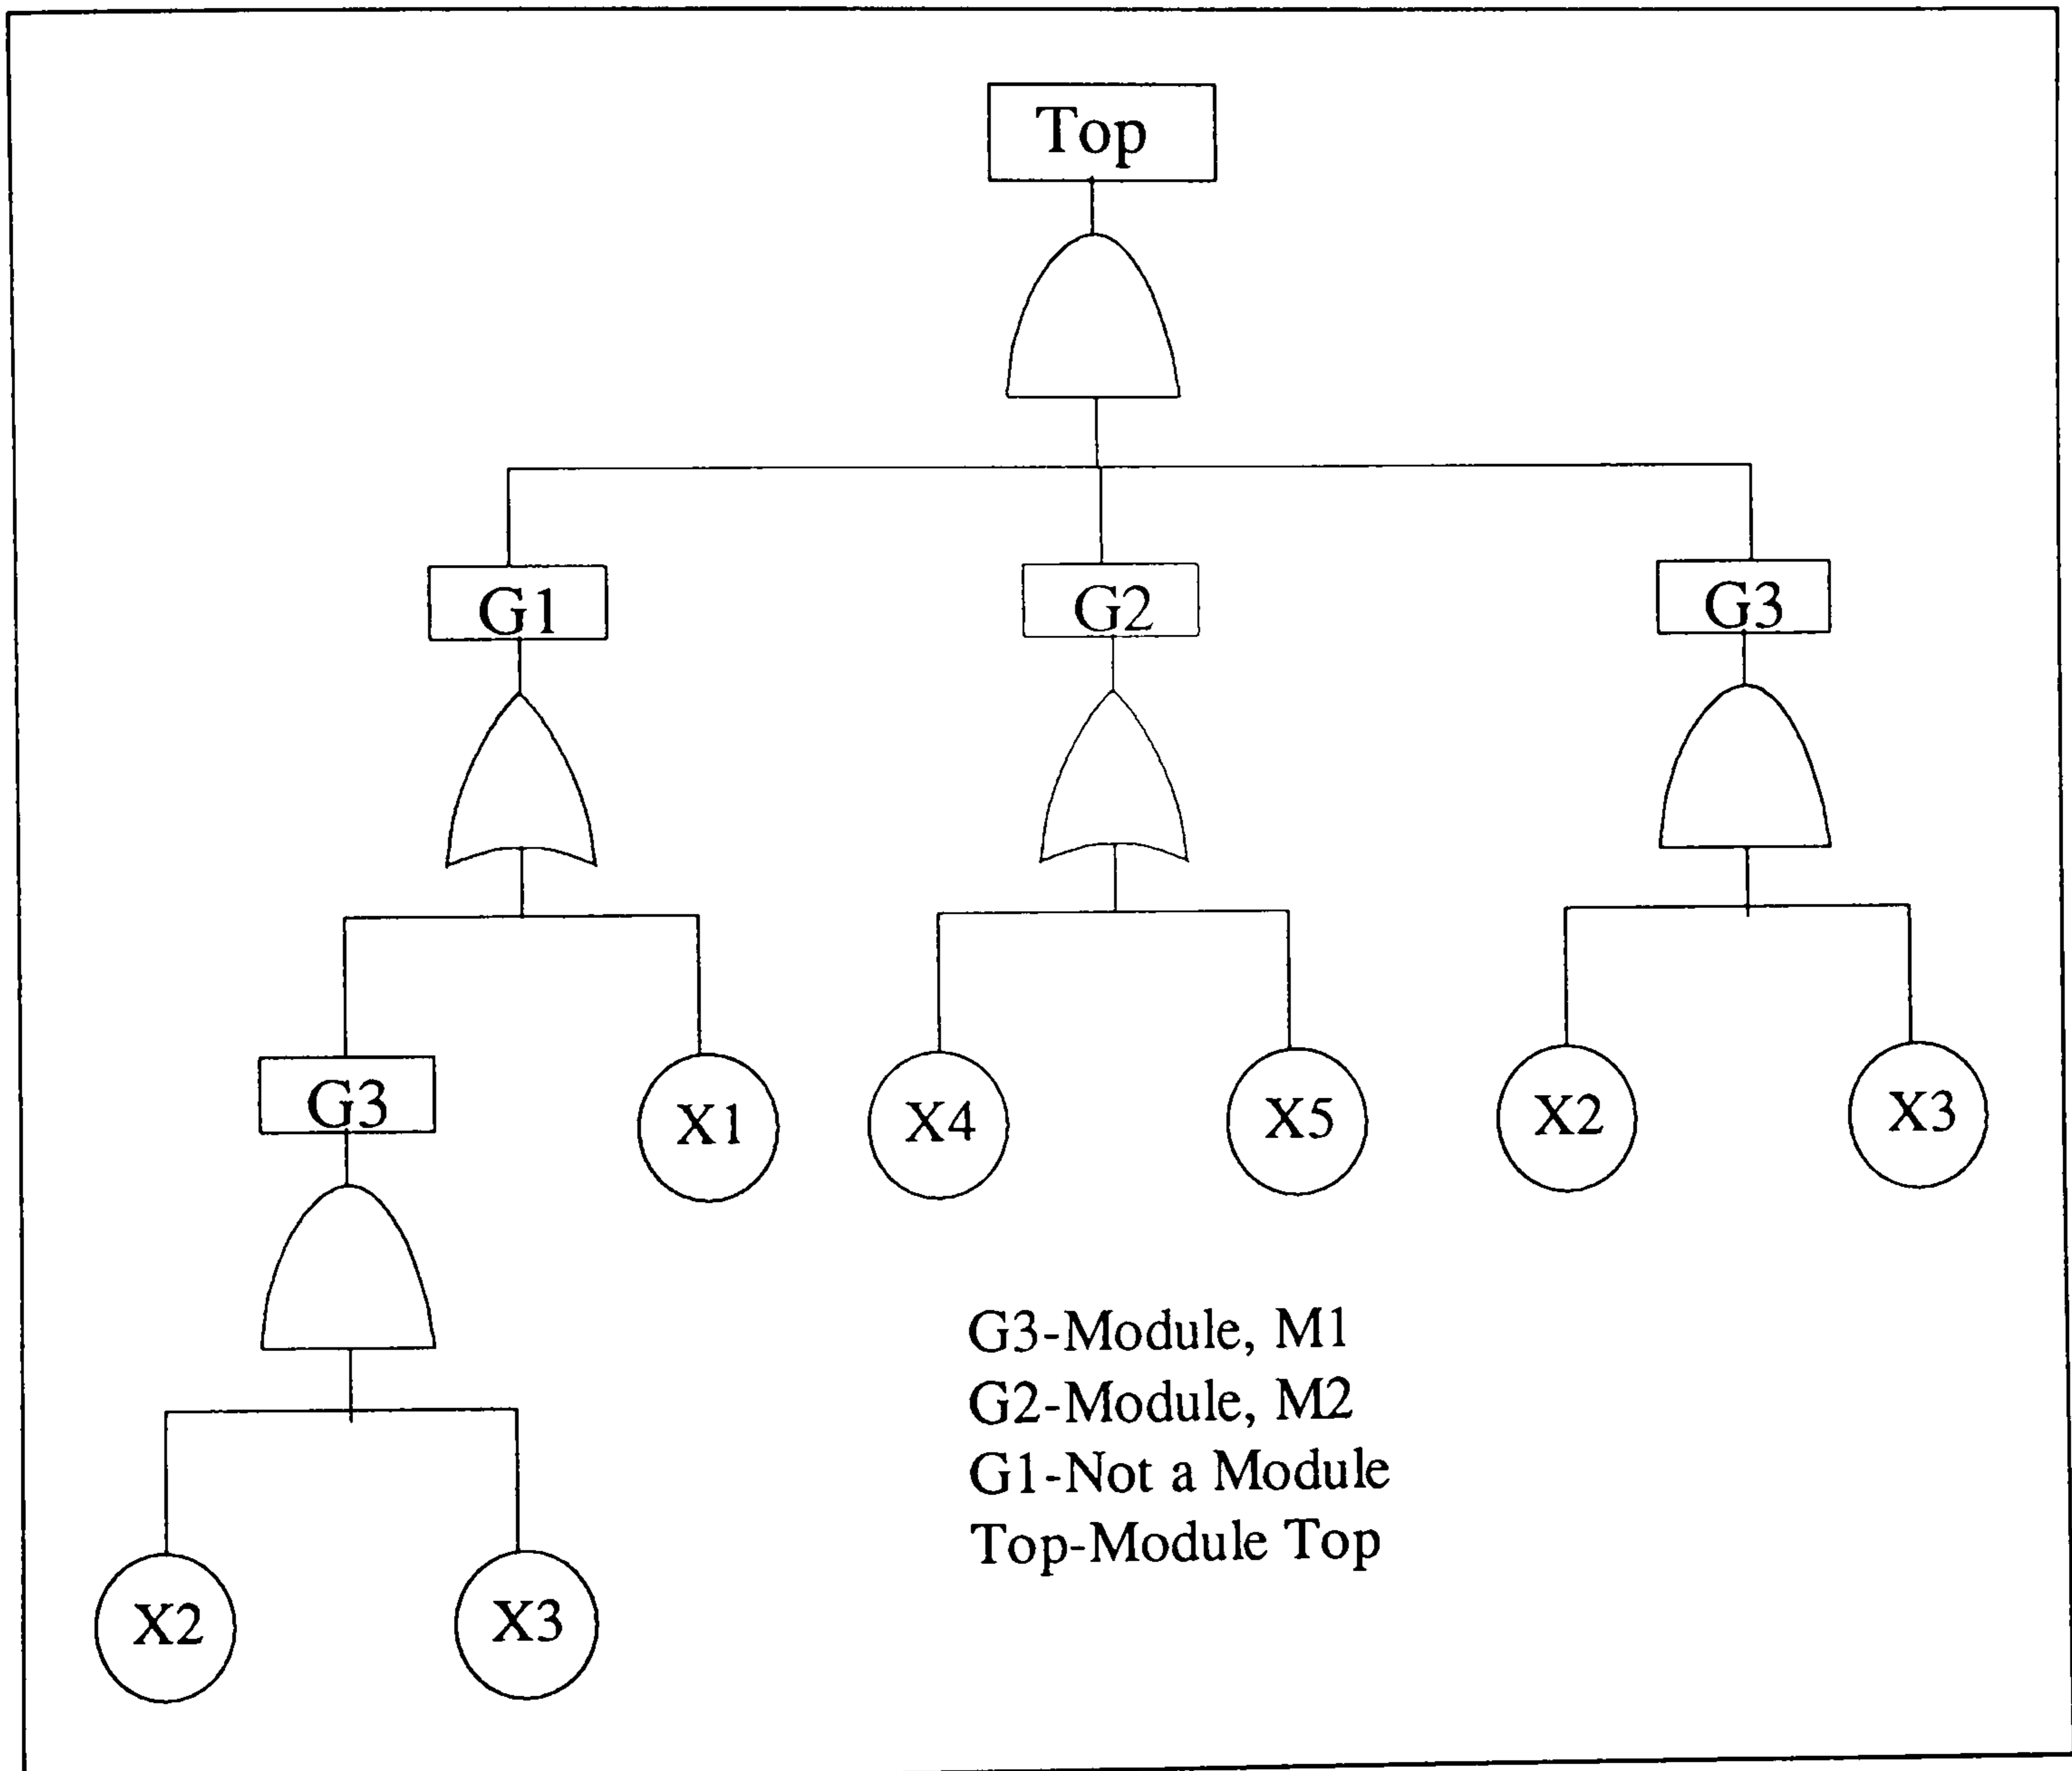 Top
G1
G2
G3
G3
X1
X4
X5
X2
X3
X2
X3
G3-Module, M1
G2-Module, M2
G1-Not a Module
Top-Module Top